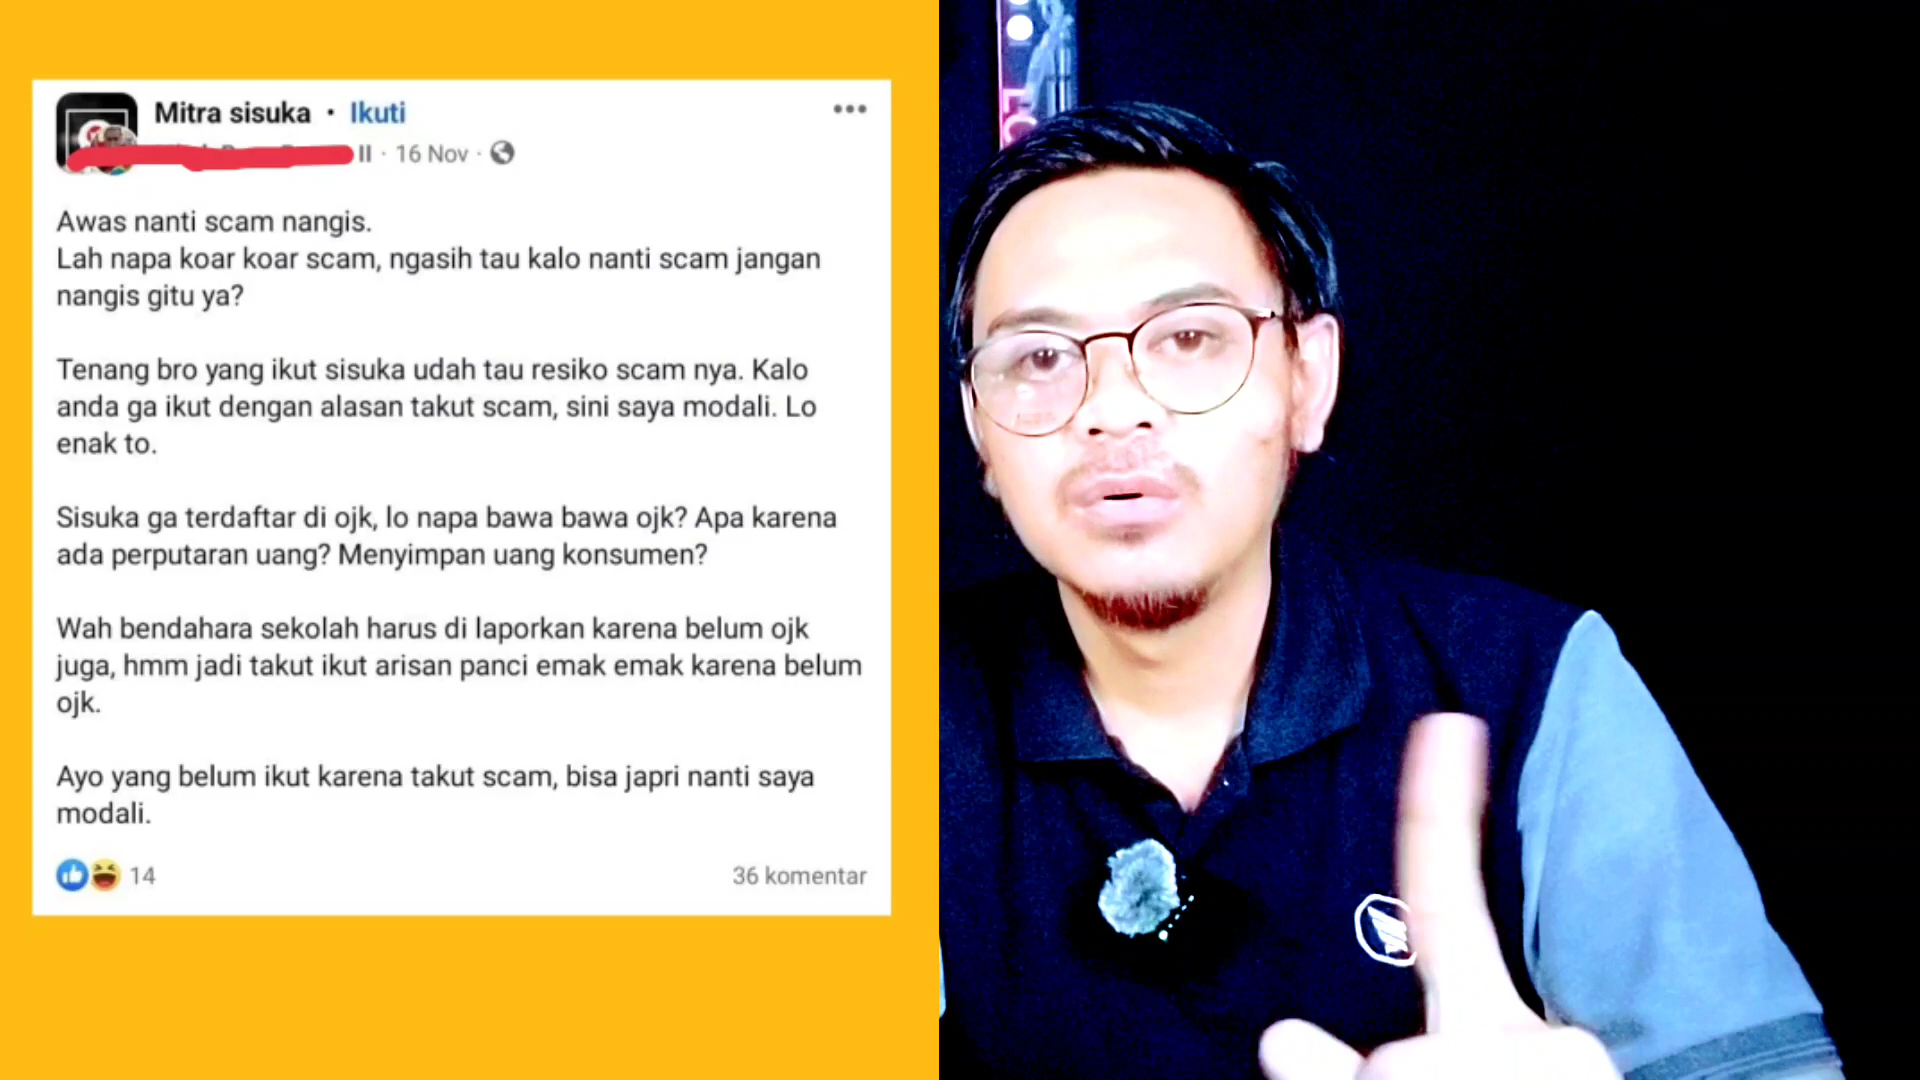 Mitra sisuka • Ikuti
II · 16 Nov ·
Awas nanti scam nangis.
Lah napa koar koar scam, ngasih tau kalo nanti scam jangan
nangis gitu ya?
Tenang bro yang ikut sisuka udah tau resiko scam nya. Kalo
anda ga ikut dengan alasan takut scam, sini saya modali. Lo
enak to.
Sisuka ga terdaftar di ojk, lo napa bawa bawa ojk? Apa karena
ada perputaran uang? Menyimpan uang konsumen?
Wah bendahara sekolah harus di laporkan karena belum ojk
juga, hmm jadi takut ikut arisan panci emak emak karena belum
ojk.
Ayo yang belum ikut karena takut scam, bisa japri nanti saya
modali.
14
36 komentar